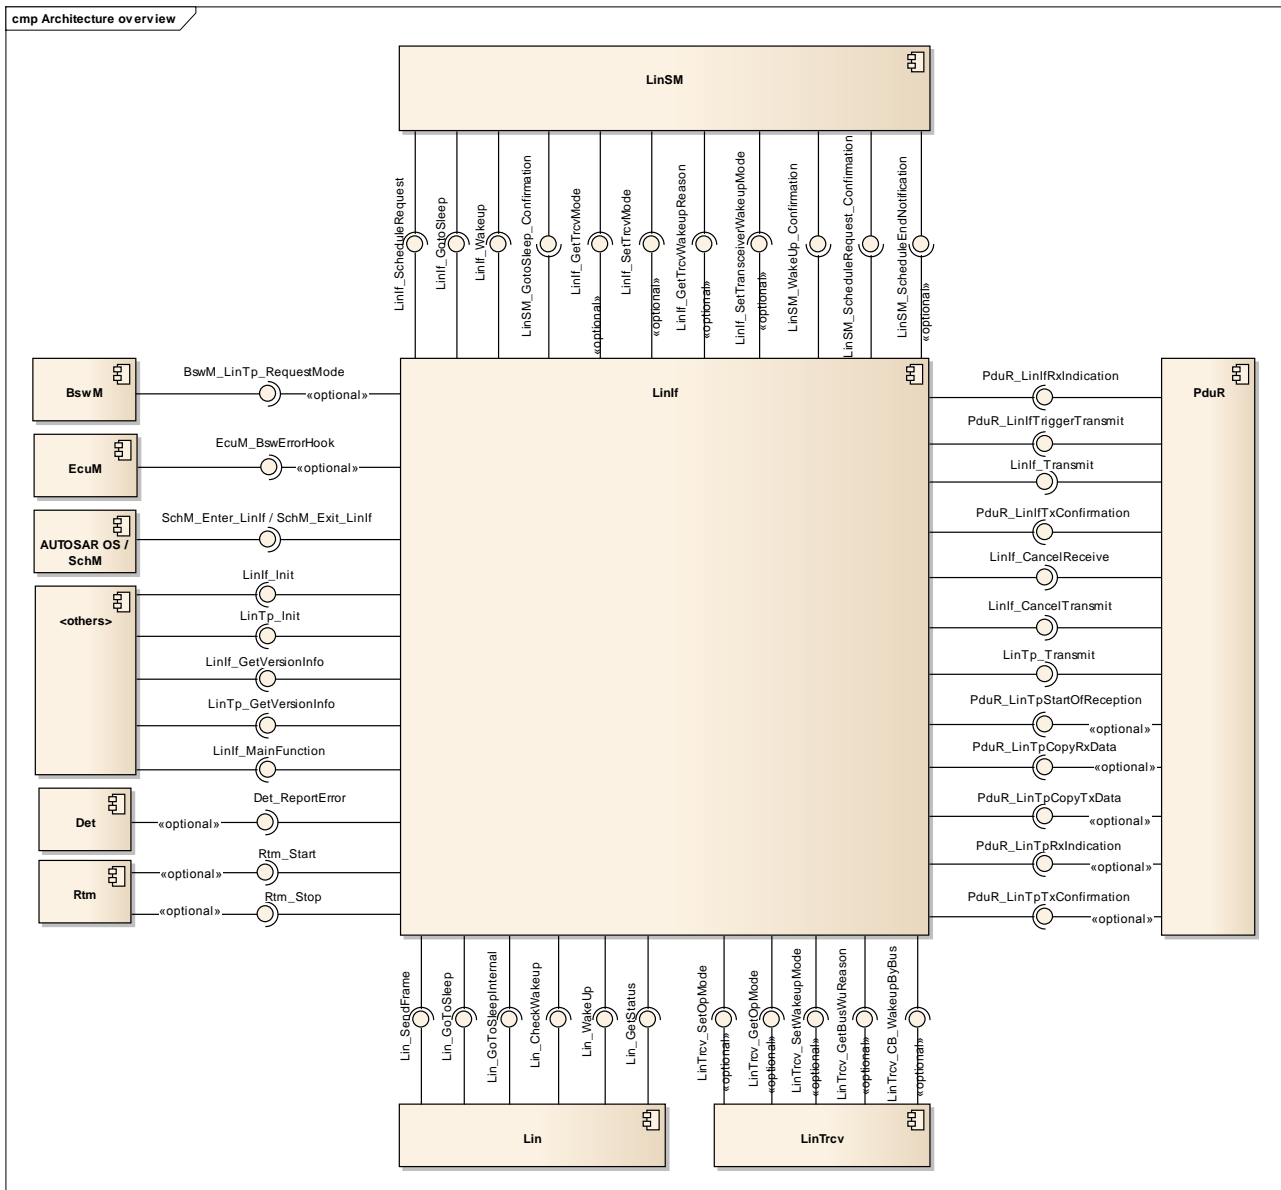 cmp Architecture overview
LinSM
LinIf_ScheduleRequest
LinIf_GotoSleep
LinIf_Wakeup
LinSM_GotoSleep_Confirmation
LinIf_GetTrcvMode
«optional»
LinIf_SetTrcvMode
«optional»
LinIf_GetTrcvWakeupReason
«optional»
LinIf_SetTransceiverWakeupMode
«optional»
LinSM_WakeUp_Confirmation
LinSM_ScheduleRequest_Confirmation
LinSM_ScheduleEndNotification
«optional»
BswM
BswM_LinTp_RequestMode
«optional»
EcuM
EcuM_BswErrorHook
«optional»
AUTOSAR OS /
SchM
SchM_Enter_LinIf / SchM_Exit_LinIf
<others>
LinIf_Init
LinTp_Init
LinIf_GetVersionInfo
LinTp_GetVersionInfo
LinIf_MainFunction
Det
Det_ReportError
«optional»
Rtm
Rtm_Start
«optional»
Rtm_Stop
«optional»
LinIf
PduR_LinIfRxIndication
PduR_LinIfTriggerTransmit
LinIf_Transmit
PduR_LinIfTxConfirmation
LinIf_CancelReceive
LinIf_CancelTransmit
LinTp_Transmit
PduR_LinTpStartOfReception
«optional»
PduR_LinTpCopyRxData
«optional»
PduR_LinTpCopyTxData
«optional»
PduR_LinTpRxIndication
«optional»
PduR_LinTpTxConfirmation
«optional»
PduR
Lin_SendFrame
Lin_GoToSleep
Lin_GoToSleepInternal
Lin_CheckWakeup
Lin_WakeUp
Lin_GetStatus
LinTrcv_SetOpMode
«optional»
LinTrcv_GetOpMode
«optional»
LinTrcv_SetWakeupMode
«optional»
LinTrcv_GetBusWuReason
«optional»
LinTrcv_CB_WakeupByBus
«optional»
Lin
LinTrcv